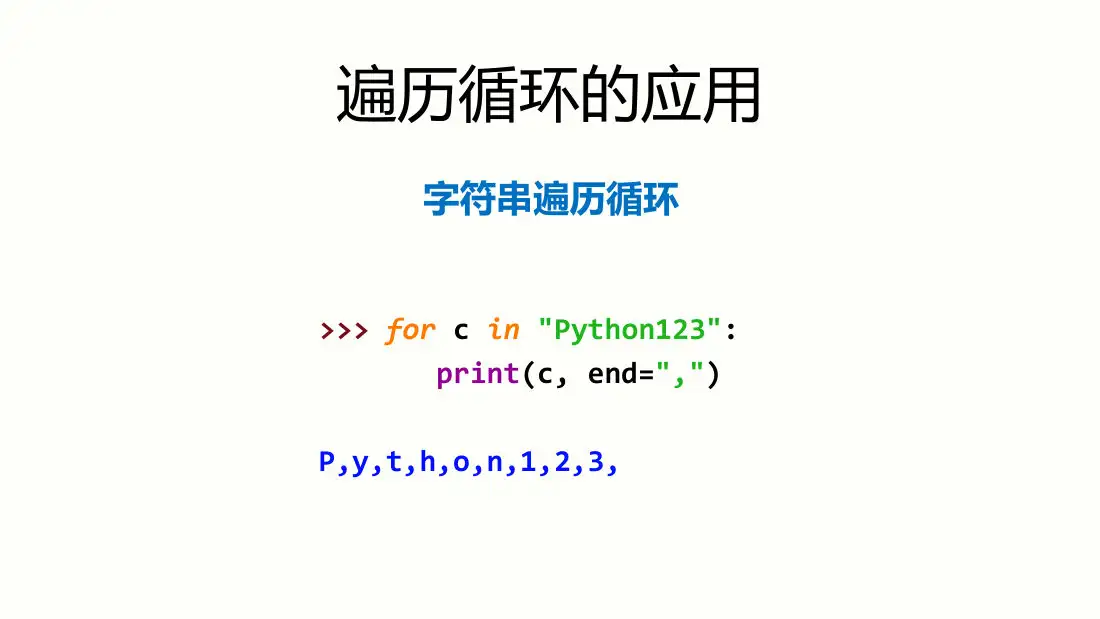 遍历循环的应用
字符串遍历循环
>>> for c in "Python123":
        print(c, end=",")
P,y,t,h,o,n,1,2,3,